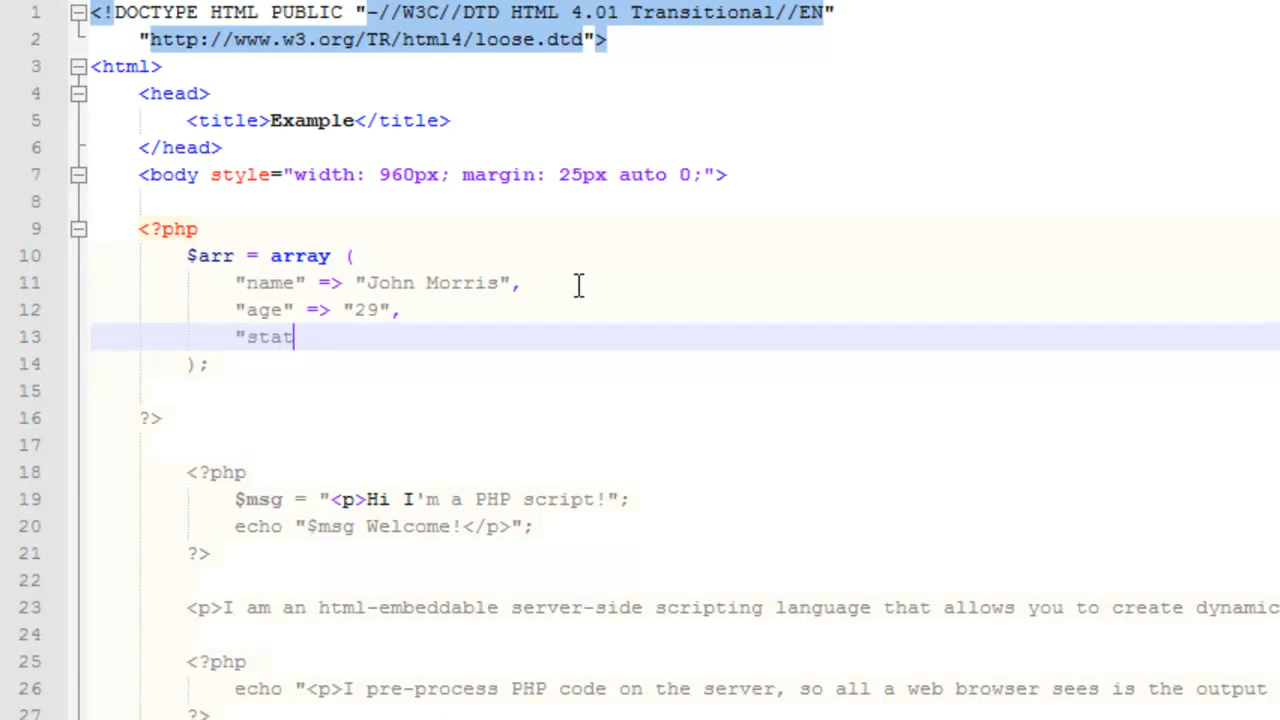 1 <!DOCTYPE HTML PUBLIC "-//W3C//DTD HTML 4.01 Transitional//EN"
2 "http://www.w3.org/TR/html4/loose.dtd">
3 <html>
4 <head>
5 <title>Example</title>
6 </head>
7 <body style="width: 960px; margin: 25px auto 0;">
8
9 <?php
10 $arr = array (
11 "name" => "John Morris",
12 "age" => "29",
13 "stat
14 );
15
16 ?>
17
18 <?php
19 $msg = "<p>Hi I'm a PHP script!";
20 echo "$msg Welcome!</p>";
21 ?>
22
23 <p>I am an html-embeddable server-side scripting language that allows you to create dynamic
24
25 <?php
26 echo "<p>I pre-process PHP code on the server, so all a web browser sees is the output
27 ?>